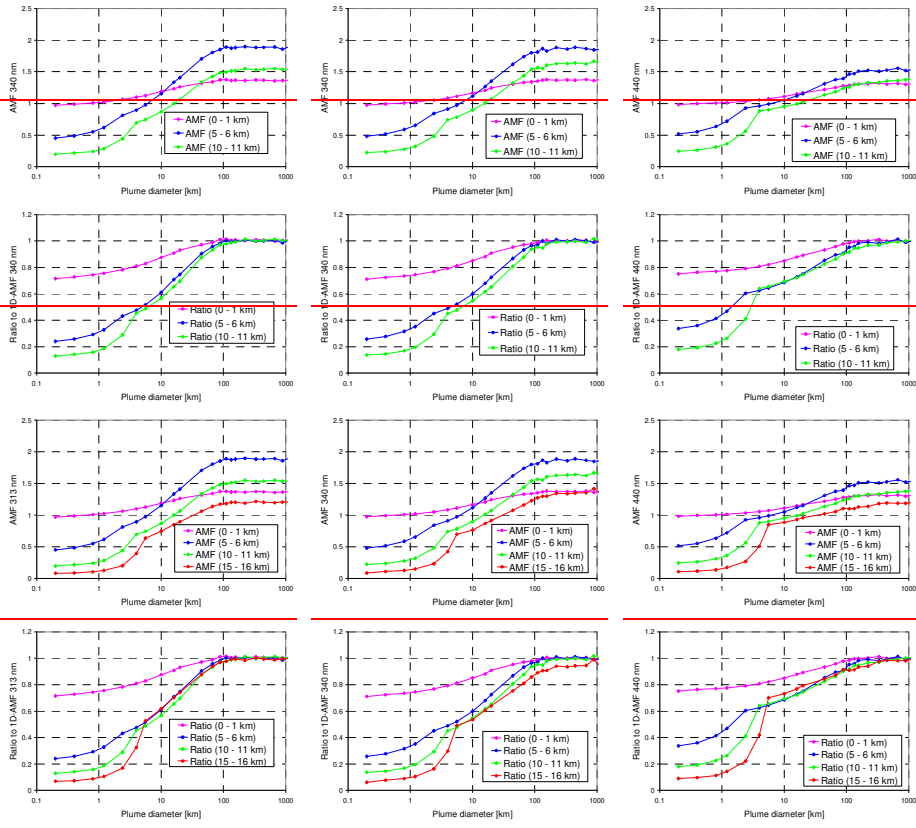 AMF 340 nm
2.5
2
1.5
1
0.5
0
AMF (0 - 1 km)
AMF (5 - 6 km)
AMF (10 - 11 km)
0.1 1 10 100 1000
Plume diameter [km]
AMF 340 nm
2.5
2
1.5
1
0.5
0
AMF (0 - 1 km)
AMF (5 - 6 km)
AMF (10 - 11 km)
0.1 1 10 100 1000
Plume diameter [km]
AMF 440 nm
2.5
2
1.5
1
0.5
0
AMF (0 - 1 km)
AMF (5 - 6 km)
AMF (10 - 11 km)
0.1 1 10 100 1000
Plume diameter [km]
Ratio to 1D-AMF 340 nm
1.2
1
0.8
0.6
0.4
0.2
0
Ratio (0 - 1 km)
Ratio (5 - 6 km)
Ratio (10 - 11 km)
0.1 1 10 100 1000
Plume diameter [km]
Ratio to 1D-AMF 340 nm
1.2
1
0.8
0.6
0.4
0.2
0
Ratio (0 - 1 km)
Ratio (5 - 6 km)
Ratio (10 - 11 km)
0.1 1 10 100 1000
Plume diameter [km]
Ratio to 1D-AMF 440 nm
1.2
1
0.8
0.6
0.4
0.2
0
Ratio (0 - 1 km)
Ratio (5 - 6 km)
Ratio (10 - 11 km)
0.1 1 10 100 1000
Plume diameter [km]
AMF 313 nm
2.5
2
1.5
1
0.5
0
AMF (0 - 1 km)
AMF (5 - 6 km)
AMF (10 - 11 km)
AMF (15 - 16 km)
0.1 1 10 100 1000
Plume diameter [km]
AMF 340 nm
2.5
2
1.5
1
0.5
0
AMF (0 - 1 km)
AMF (5 - 6 km)
AMF (10 - 11 km)
AMF (15 - 16 km)
0.1 1 10 100 1000
Plume diameter [km]
AMF 440 nm
2.5
2
1.5
1
0.5
0
AMF (0 - 1 km)
AMF (5 - 6 km)
AMF (10 - 11 km)
AMF (15 - 16 km)
0.1 1 10 100 1000
Plume diameter [km]
Ratio to 1D-AMF 313 nm
1.2
1
0.8
0.6
0.4
0.2
0
Ratio (0 - 1 km)
Ratio (5 - 6 km)
Ratio (10 - 11 km)
Ratio (15 - 16 km)
0.1 1 10 100 1000
Plume diameter [km]
Ratio to 1D-AMF 340 nm
1.2
1
0.8
0.6
0.4
0.2
0
Ratio (0 - 1 km)
Ratio (5 - 6 km)
Ratio (10 - 11 km)
Ratio (15 - 16 km)
0.1 1 10 100 1000
Plume diameter [km]
Ratio to 1D-AMF 440 nm
1.2
1
0.8
0.6
0.4
0.2
0
Ratio (0 - 1 km)
Ratio (5 - 6 km)
Ratio (10 - 11 km)
Ratio (15 - 16 km)
0.1 1 10 100 1000
Plume diameter [km]